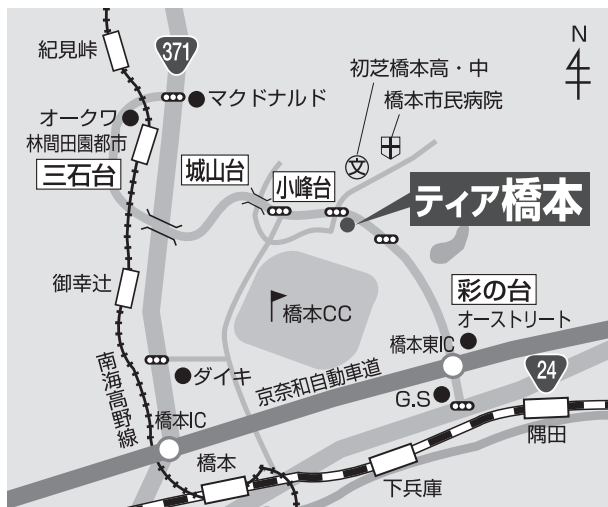 紀見峠
371
初芝橋本高・中
N
マクドナルド
橋本市民病院
オークワ
林間田園都市
文
三石台
城山台
小峰台
ティア橋本
御幸辻
橋本CC
彩の台
オーストリート
橋本東IC
南海高野線
ダイキ
京奈和自動車道
24
G.S
橋本IC
隅田
橋本
下兵庫